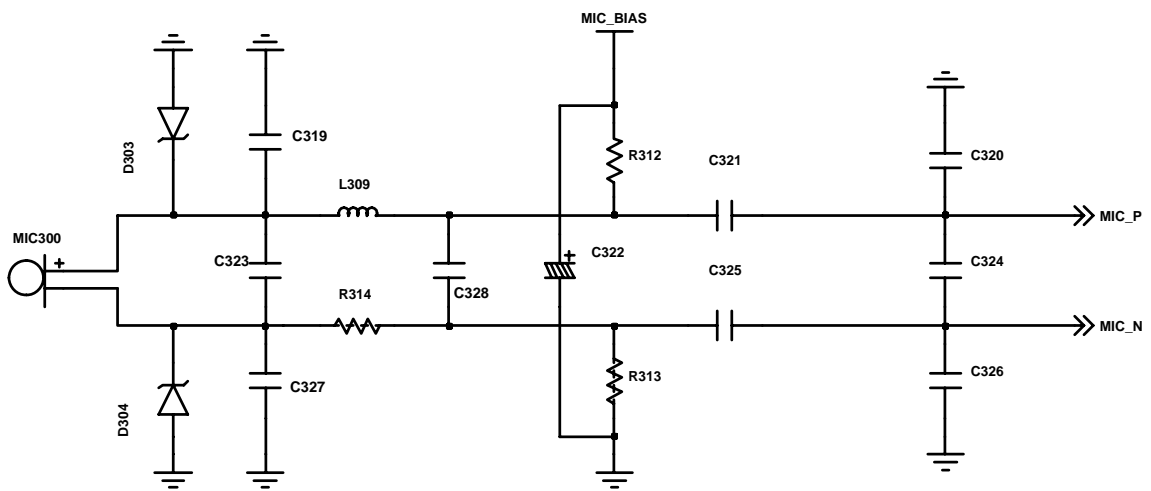 MIC_BIAS
D303
C319
R312
C321
C320
L309
MIC_P
MIC300
+
C323
R314
C328
+
C322
C325
C324
MIC_N
D304
C327
R313
C326